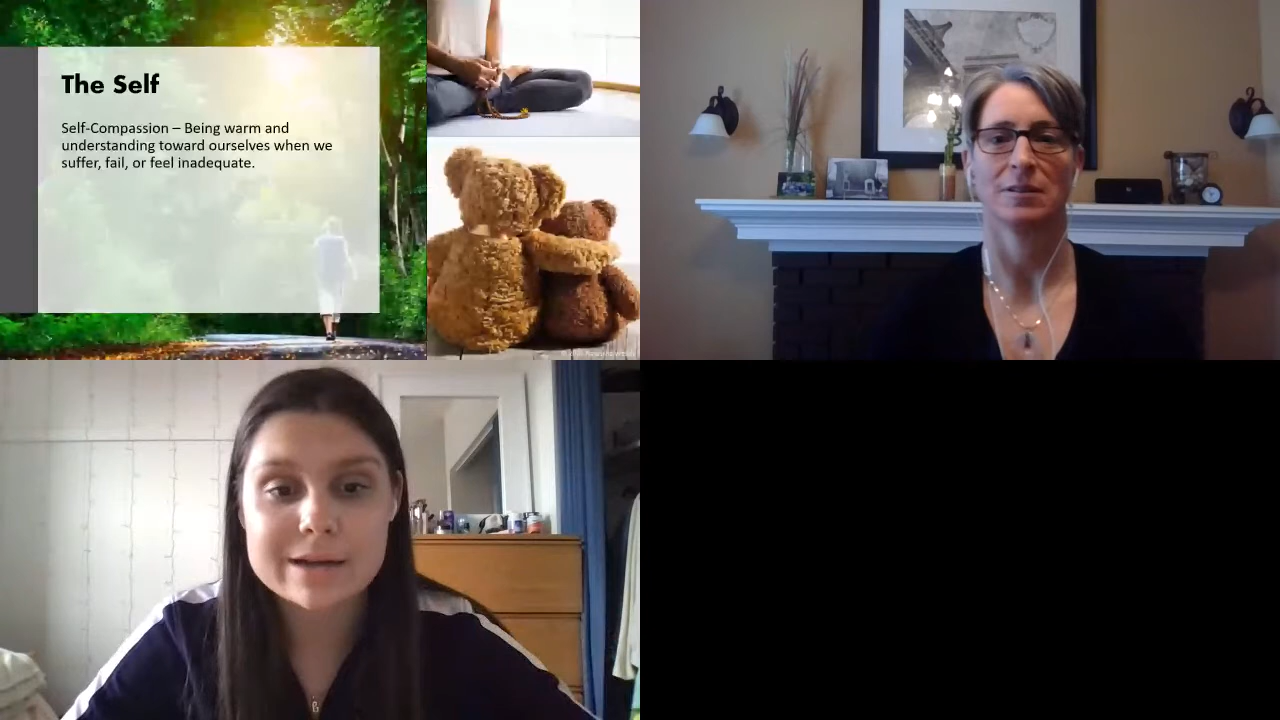 The Self
Self-Compassion – Being warm and
understanding toward ourselves when we
suffer, fail, or feel inadequate.